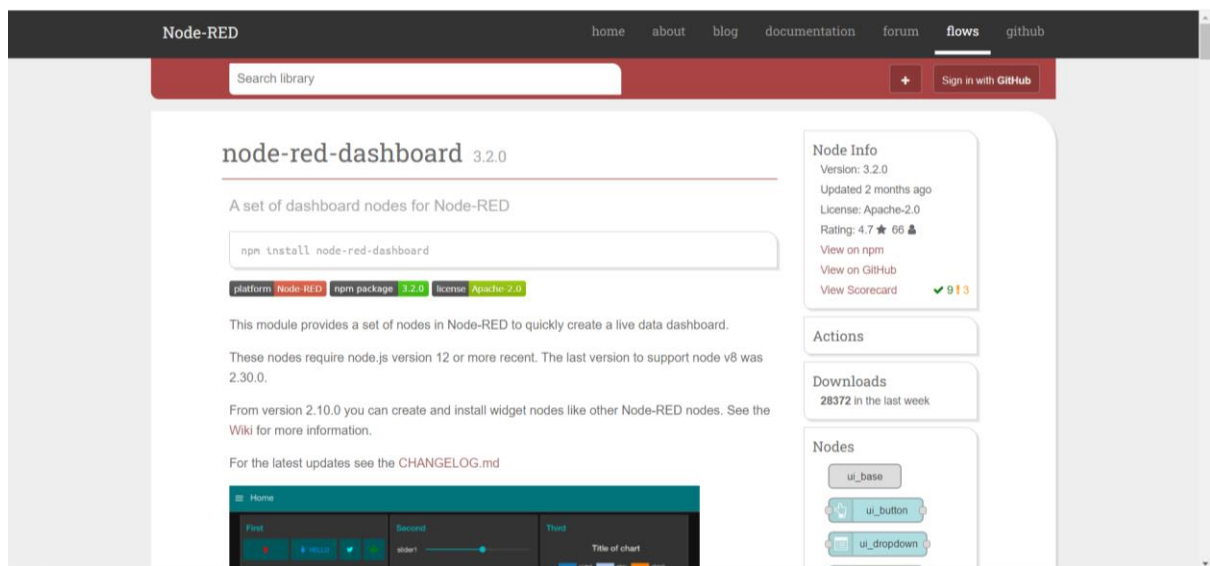 Node-RED
home about blog documentation forum flows github
Search library
+ Sign in with GitHub
node-red-dashboard 3.2.0
A set of dashboard nodes for Node-RED
npm install node-red-dashboard
platform Node-RED npm package 3.2.0 license Apache-2.0
This module provides a set of nodes in Node-RED to quickly create a live data dashboard.
These nodes require node.js version 12 or more recent. The last version to support node v8 was
2.30.0.
From version 2.10.0 you can create and install widget nodes like other Node-RED nodes. See the
Wiki for more information.
For the latest updates see the CHANGELOG.md
Home
First
HELLO
Second
slider1
Third
Title of chart
Node Info
Version: 3.2.0
Updated 2 months ago
License: Apache-2.0
Rating: 4.7 ★ 66
View on npm
View on GitHub
View Scorecard ✔ 9 ! 3
Actions
Downloads
28372 in the last week
Nodes
ui_base
ui_button
ui_dropdown